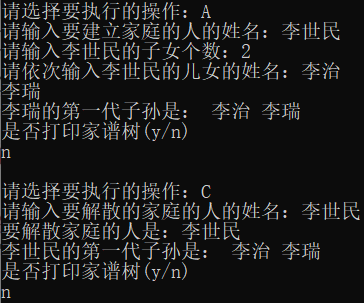 请选择要执行的操作：A
请输入要建立家庭的人的姓名：李世民
请输入李世民的子女个数：2
请依次输入李世民的儿女的姓名：李治
李瑞
李瑞的第一代子孙是： 李治 李瑞
是否打印家谱树(y/n)
n
请选择要执行的操作：C
请输入要解散的家庭的人的姓名：李世民
要解散家庭的人是：李世民
李世民的第一代子孙是： 李治 李瑞
是否打印家谱树(y/n)
n